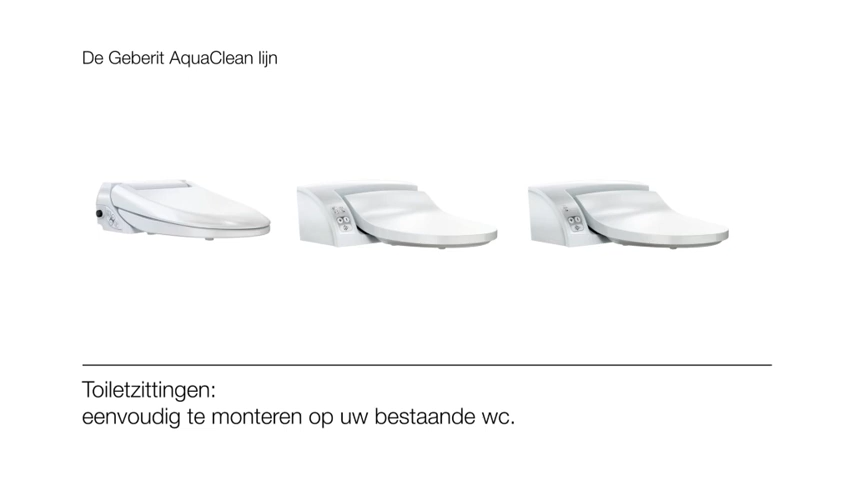 De Geberit AquaClean lijn
Toiletzittingen:
eenvoudig te monteren op uw bestaande wc.